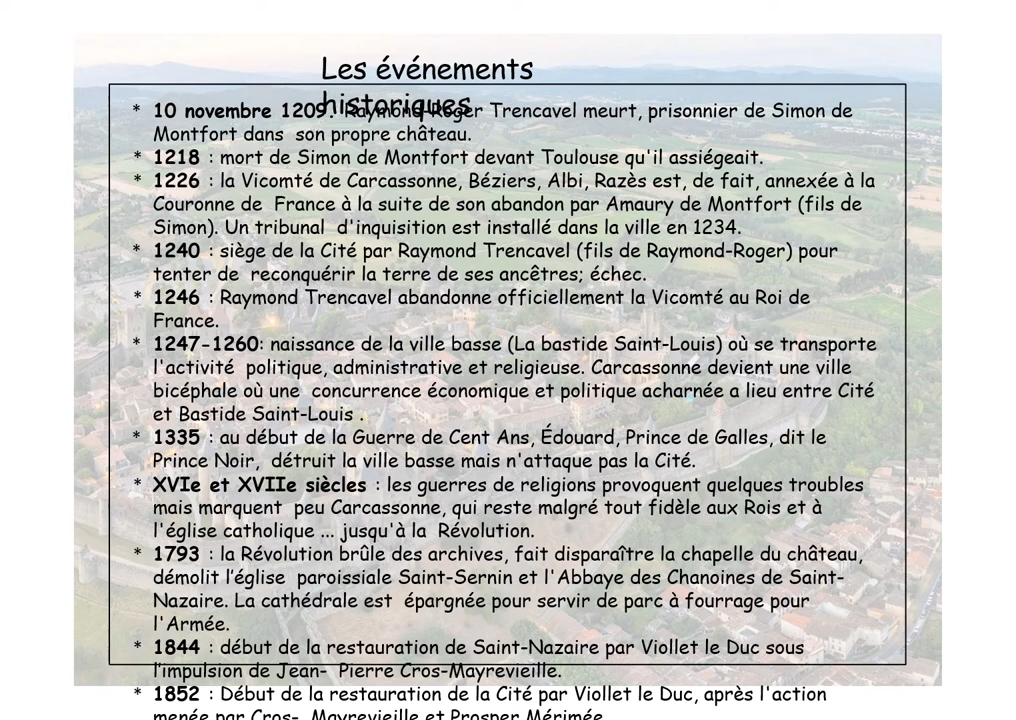 Les événements
historiques
* 10 novembre 1209: Raymond-Roger Trencavel meurt, prisonnier de Simon de
Montfort dans son propre château.
* 1218 : mort de Simon de Montfort devant Toulouse qu'il assiégeait.
* 1226 : la Vicomté de Carcassonne, Béziers, Albi, Razès est, de fait, annexée à la
Couronne de France à la suite de son abandon par Amaury de Montfort (fils de
Simon). Un tribunal d'inquisition est installé dans la ville en 1234.
* 1240 : siège de la Cité par Raymond Trencavel (fils de Raymond-Roger) pour
tenter de reconquérir la terre de ses ancêtres; échec.
* 1246 : Raymond Trencavel abandonne officiellement la Vicomté au Roi de
France.
* 1247-1260: naissance de la ville basse (La bastide Saint-Louis) où se transporte
l'activité politique, administrative et religieuse. Carcassonne devient une ville
bicéphale où une concurrence économique et politique acharnée a lieu entre Cité
et Bastide Saint-Louis .
* 1335 : au début de la Guerre de Cent Ans, Édouard, Prince de Galles, dit le
Prince Noir, détruit la ville basse mais n'attaque pas la Cité.
* XVIe et XVIIe siècles : les guerres de religions provoquent quelques troubles
mais marquent peu Carcassonne, qui reste malgré tout fidèle aux Rois et à
l'église catholique ... jusqu'à la Révolution.
* 1793 : la Révolution brûle des archives, fait disparaître la chapelle du château,
démolit l'église paroissiale Saint-Sernin et l'Abbaye des Chanoines de Saint-
Nazaire. La cathédrale est épargnée pour servir de parc à fourrage pour
l'Armée.
* 1844 : début de la restauration de Saint-Nazaire par Viollet le Duc sous
l'impulsion de Jean- Pierre Cros-Mayrevieille.
* 1852 : Début de la restauration de la Cité par Viollet le Duc, après l'action
menée par Cros- Mayrevieille et Prosper Mérimée